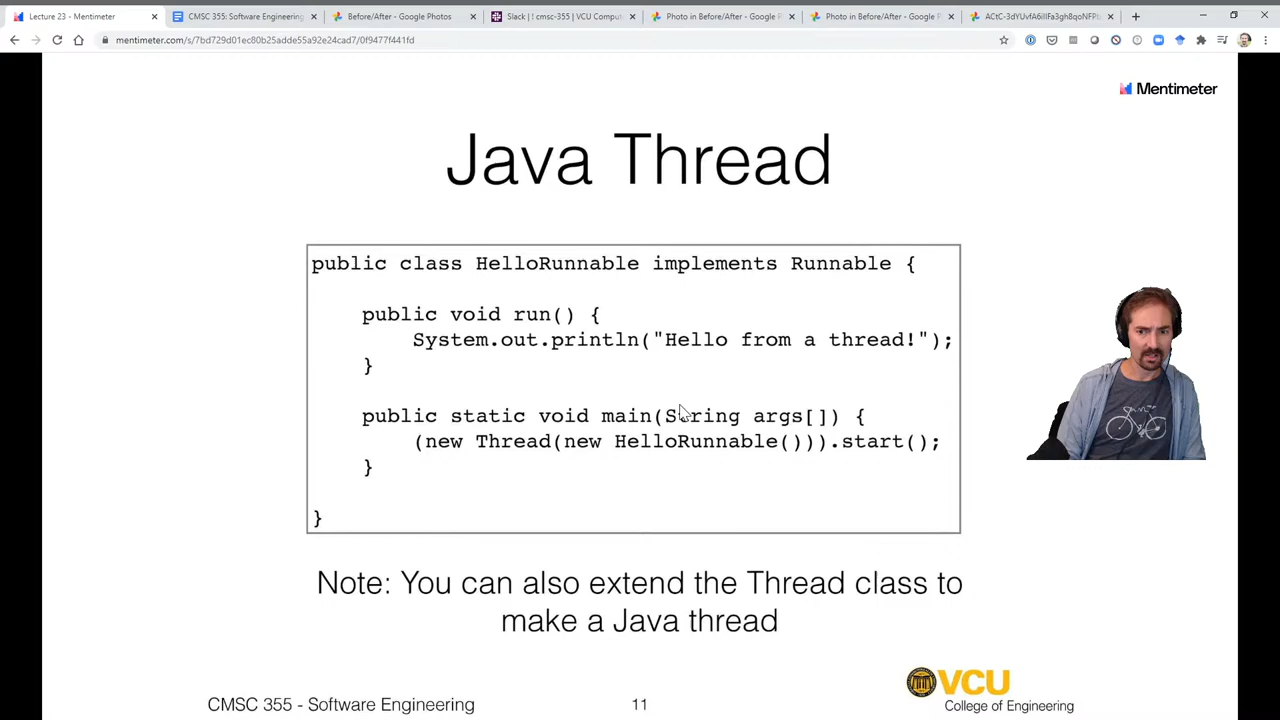 Lecture 23 - Mentimeter
CMSC 355: Software Engineering
Before/After - Google Photos
Slack | ! cmsc-355 | VCU Comput
Photo in Before/After - Google P
Photo in Before/After - Google P
mentimeter.com/s/7bd729d01ec80b25adde55a92e24cad7/0f9477f441fd
Mentimeter
Java Thread
public class HelloRunnable implements Runnable {
public void run() {
System.out.println("Hello from a thread!");
}
public static void main(String args[]) {
(new Thread(new HelloRunnable())).start();
}
}
Note: You can also extend the Thread class to
make a Java thread
CMSC 355 - Software Engineering
11
VCU
College of Engineering